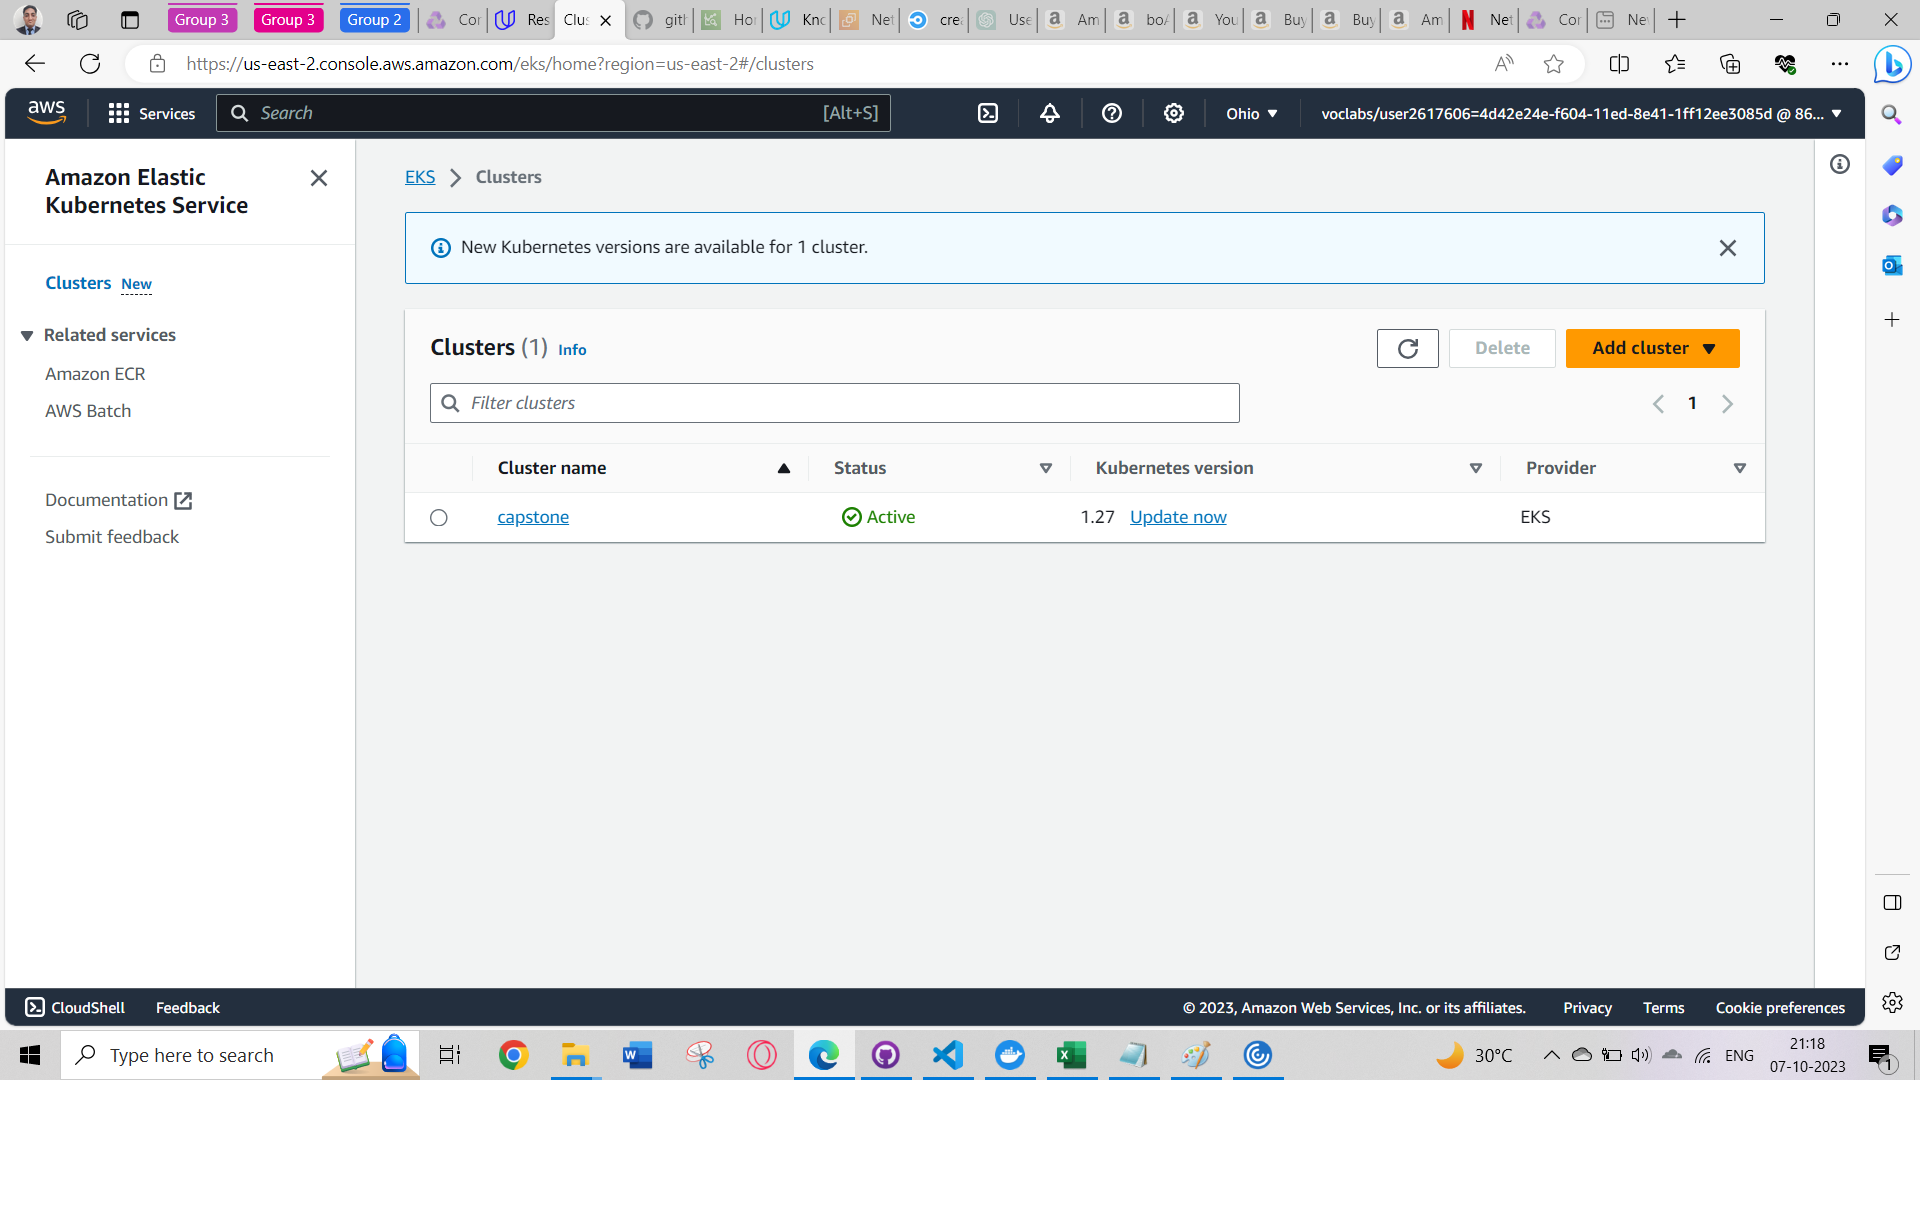 Group 3
Group 3
Group 2
Cor
Res
Clus
gitl
Hor
Knc
Net
cre
Use
Am
bo
You
Buy
Buy
Am
Net
Cor
Nev
https://us-east-2.console.aws.amazon.com/eks/home?region=us-east-2#/clusters
aws
Services
Search
[Alt+S]
Ohio
voclabs/user2617606=4d42e24e-f604-11ed-8e41-1ff12ee3085d @ 86...
Amazon Elastic
Kubernetes Service
Clusters New
Related services
Amazon ECR
AWS Batch
Documentation
Submit feedback
EKS > Clusters
New Kubernetes versions are available for 1 cluster.
Clusters (1) Info
Delete
Add cluster
Filter clusters
1
Cluster name Status Kubernetes version Provider
capstone Active 1.27 Update now EKS
CloudShell Feedback © 2023, Amazon Web Services, Inc. or its affiliates. Privacy Terms Cookie preferences
Type here to search
30°C
ENG
21:18
07-10-2023
1